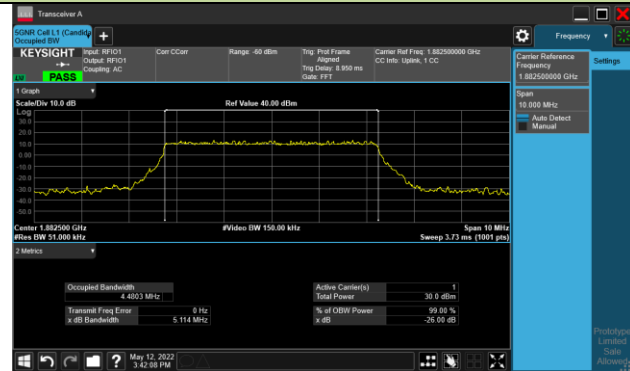 Transceiver A
5GNR Cell L1 (Candid
Occupied BW
KEYSIGHT
PASS
Input: RFIO1
Output: RFIO1
Coupling: AC
Corr CCorr
Range: -60 dBm
Trig: Prot Frame
Aligned
Trig Delay: 8.950 ms
Gate: FFT
Carrier Ref Freq: 1.882500000 GHz
CC Info: Uplink, 1 CC
Frequency
Carrier Reference
Frequency
1.882500000 GHz
Span
10.000 MHz
Auto Detect
Manual
Settings
1 Graph
Scale/Div 10.0 dB
Ref Value 40.00 dBm
Log
30.0
20.0
10.0
0.00
-10.0
-20.0
-30.0
-40.0
-50.0
Center 1.882500 GHz
#Res BW 51.000 kHz
#Video BW 150.00 kHz
Span 10 MHz
Sweep 3.73 ms (1001 pts)
2 Metrics
Occupied Bandwidth
4.4803 MHz
Transmit Freq Error 0 Hz
x dB Bandwidth 5.114 MHz
Active Carrier(s) 1
Total Power 30.0 dBm
% of OBW Power 99.00 %
x dB -26.00 dB
Prototype
Limited
Sale
Allowed
May 12, 2022
3:42:08 PM